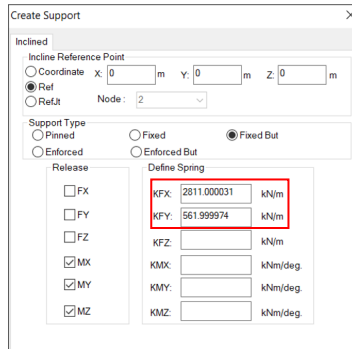 Create Support
Inclined
Incline Reference Point
Coordinate X: 0 m Y: 0 m Z: 0 m
Ref
RefJt Node : 2
Support Type
Pinned Fixed Fixed But
Enforced Enforced But
Release Define Spring
FX KFX: 2811.000031 kN/m
FY KFY: 561.999974 kN/m
FZ KFZ: kN/m
MX KMX: kNm/deg.
MY KMY: kNm/deg.
MZ KMZ: kNm/deg.